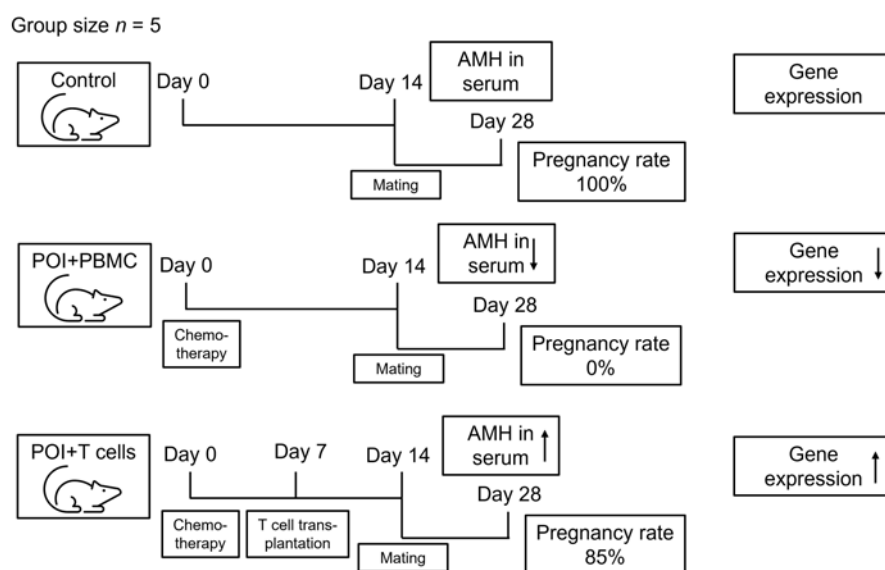 Group size n = 5
Control
Day 0
Day 14
AMH in
serum
Day 28
Mating
Pregnancy rate
100%
Gene
expression
POI+PBMC
Day 0
Day 14
AMH in
serum
Day 28
Chemo-
therapy
Mating
Pregnancy rate
0%
Gene
expression
POI+T cells
Day 0
Day 7
Day 14
AMH in
serum
Day 28
Chemo-
therapy
T cell trans-
plantation
Mating
Pregnancy rate
85%
Gene
expression